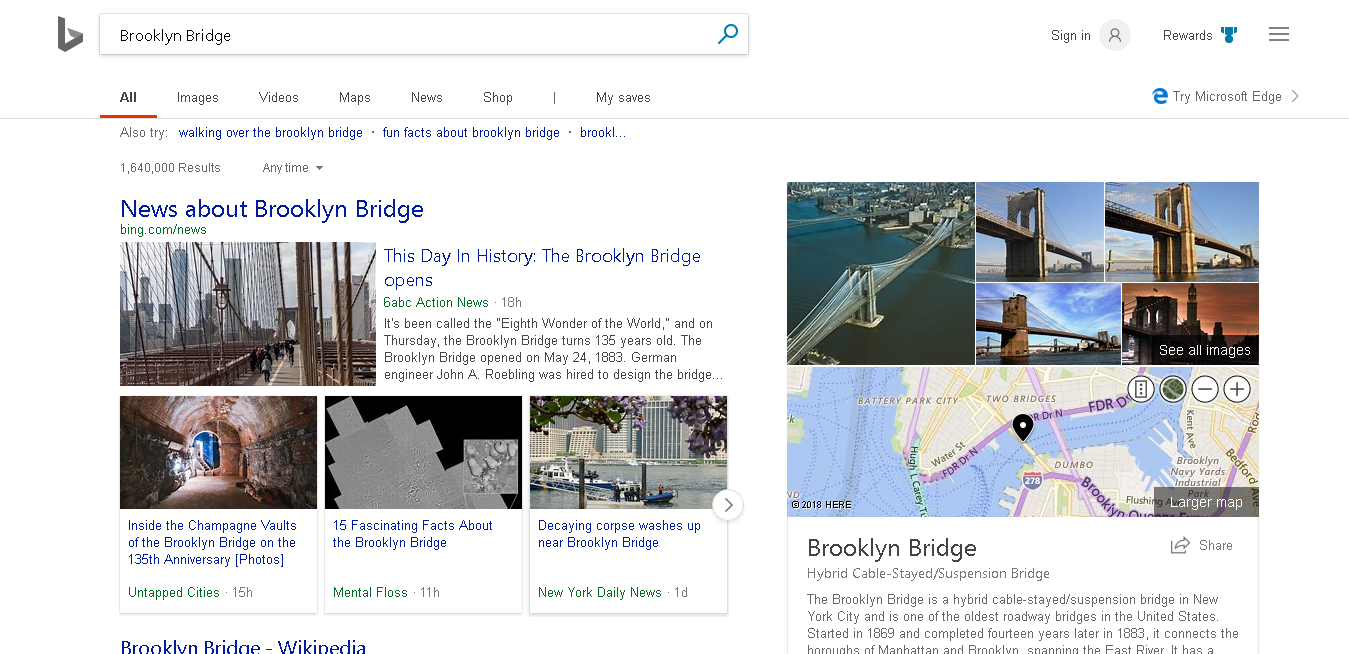 Brooklyn Bridge
Sign in
Rewards
All
Images
Videos
Maps
News
Shop
|
My saves
Try Microsoft Edge
Also try: walking over the brooklyn bridge · fun facts about brooklyn bridge · brookl...
1,640,000 Results
Any time
News about Brooklyn Bridge
bing.com/news
This Day In History: The Brooklyn Bridge
opens
6abc Action News · 18h
It's been called the "Eighth Wonder of the World," and on
Thursday, the Brooklyn Bridge turns 135 years old. The
Brooklyn Bridge opened on May 24, 1883. German
engineer John A. Roebling was hired to design the bridge...
Inside the Champagne Vaults
of the Brooklyn Bridge on the
135th Anniversary [Photos]
Untapped Cities · 15h
15 Fascinating Facts About
the Brooklyn Bridge
Mental Floss · 11h
Decaying corpse washes up
near Brooklyn Bridge
New York Daily News · 1d
Brooklyn Bridge - Wikipedia
See all images
BATTERY PARK CITY
TWO BRIDGES
FDR Dr N
FDR D
Water St
FDR Dr N
Hugh L Carey T
DUMBO
278
Kent Ave
Brooklyn
Navy Yards
Industrial
Bedford Av
Flushing A
Brooklyn Queens E
© 2018 HERE
Larger map
Brooklyn Bridge
Share
Hybrid Cable-Stayed/Suspension Bridge
The Brooklyn Bridge is a hybrid cable-stayed/suspension bridge in New
York City and is one of the oldest roadway bridges in the United States.
Started in 1869 and completed fourteen years later in 1883, it connects the
boroughs of Manhattan and Brooklyn, spanning the East River. It has a